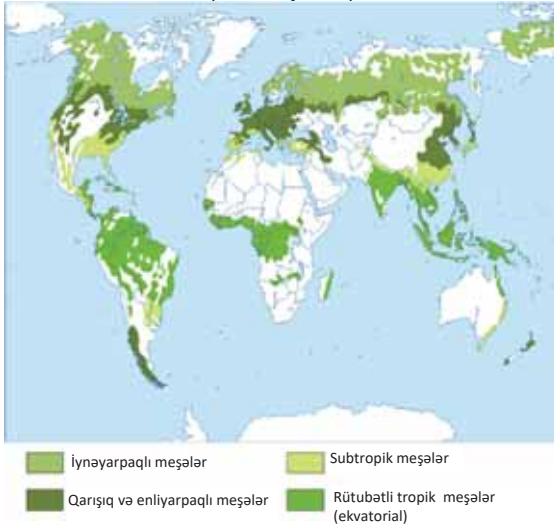 İynəyarpaqlı meşələr
Subtropik meşələr
Qarışıq və enliyarpaqlı meşələr
Rütubətli tropik meşələr
(ekvatorial)